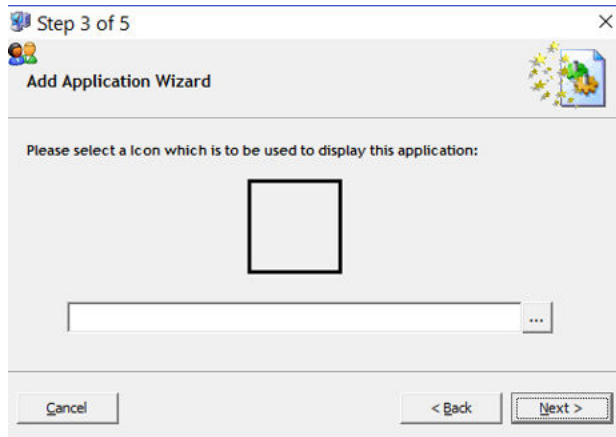 Step 3 of 5
Add Application Wizard
Please select a Icon which is to be used to display this application:
...
Cancel
< Back
Next >